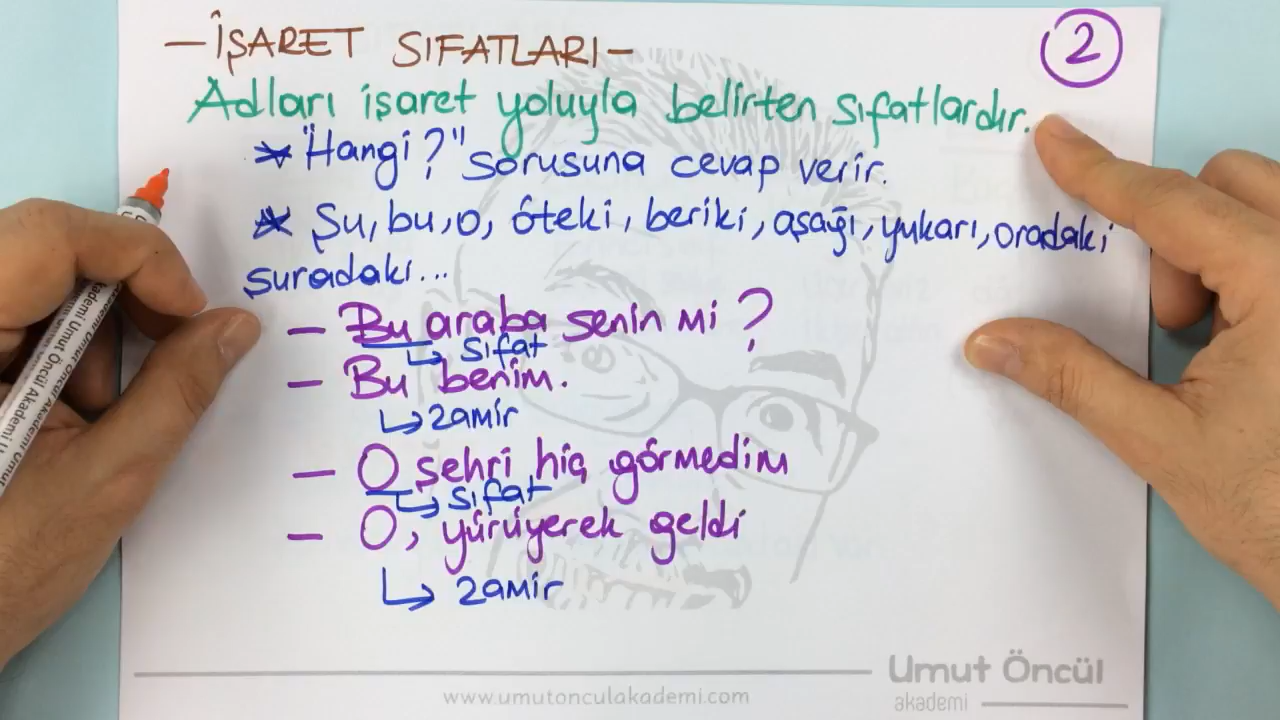 -İŞARET SIFATLARI-
2
Adları işaret yoluyla belirten sıfatlardır.
* "Hangi?" sorusuna cevap verir.
* Şu, bu, o, öteki, beriki, aşağı, yukarı, oradaki
şuradaki...
- Bu araba senin mi?
↳ sıfat
- Bu benim.
↳ zamir
- O şehri hiç görmedim
↳ sıfat
- O, yürüyerek geldi
↳ zamir
Umut Öncül
akademi
www.umutonculakademi.com